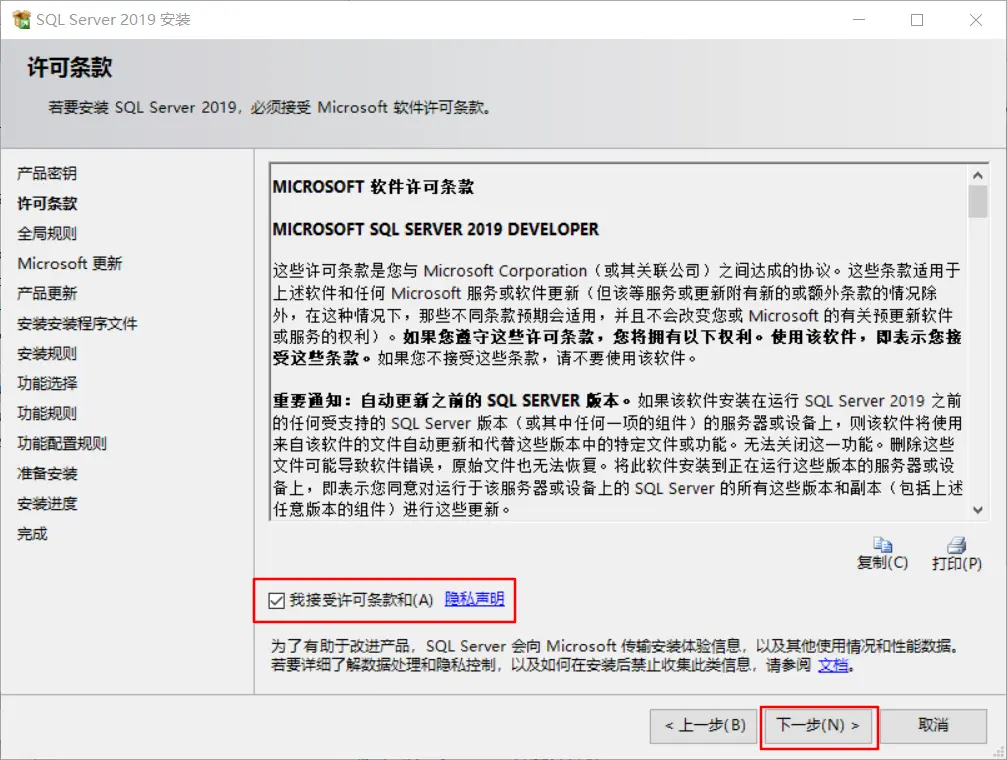 SQL Server 2019 安装
许可条款
若要安装 SQL Server 2019，必须接受 Microsoft 软件许可条款。
产品密钥
许可条款
全局规则
Microsoft 更新
产品更新
安装安装程序文件
安装规则
功能选择
功能规则
功能配置规则
准备安装
安装进度
完成
MICROSOFT 软件许可条款
MICROSOFT SQL SERVER 2019 DEVELOPER
这些许可条款是您与 Microsoft Corporation（或其关联公司）之间达成的协议。这些条款适用于
上述软件和任何 Microsoft 服务或软件更新（但该等服务或更新附有新的或额外条款的情况除
外，在这种情况下，那些不同条款预期会适用，并且不会改变您或 Microsoft 的有关预更新软件
或服务的权利）。如果您遵守这些许可条款，您将拥有以下权利。使用该软件，即表示您接
受这些条款。如果您不接受这些条款，请不要使用该软件。
重要通知：自动更新之前的 SQL SERVER 版本。如果该软件安装在运行 SQL Server 2019 之前
的任何受支持的 SQL Server 版本（或其中任何一项的组件）的服务器或设备上，则该软件将使用
来自该软件的文件自动更新和代替这些版本中的特定文件或功能。无法关闭这一功能。删除这些
文件可能导致软件错误，原始文件也无法恢复。将此软件安装到正在运行这些版本的服务器或设
备上，即表示您同意对运行于该服务器或设备上的 SQL Server 的所有这些版本和副本（包括上述
任意版本的组件）进行这些更新。
复制(C)
打印(P)
我接受许可条款和(A) 隐私声明
为了有助于改进产品，SQL Server 会向 Microsoft 传输安装体验信息，以及其他使用情况和性能数据。
若要详细了解数据处理和隐私控制，以及如何在安装后禁止收集此类信息，请参阅 文档。
< 上一步(B)
下一步(N) >
取消